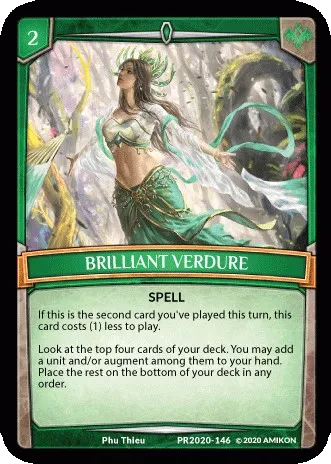 2
BRILLIANT VERDURE
SPELL
If this is the second card you've played this turn, this
card costs (1) less to play.
Look at the top four cards of your deck. You may add
a unit and/or augment among them to your hand.
Place the rest on the bottom of your deck in any
order.
Phu Thieu PR2020-146 © 2020 AMIKON